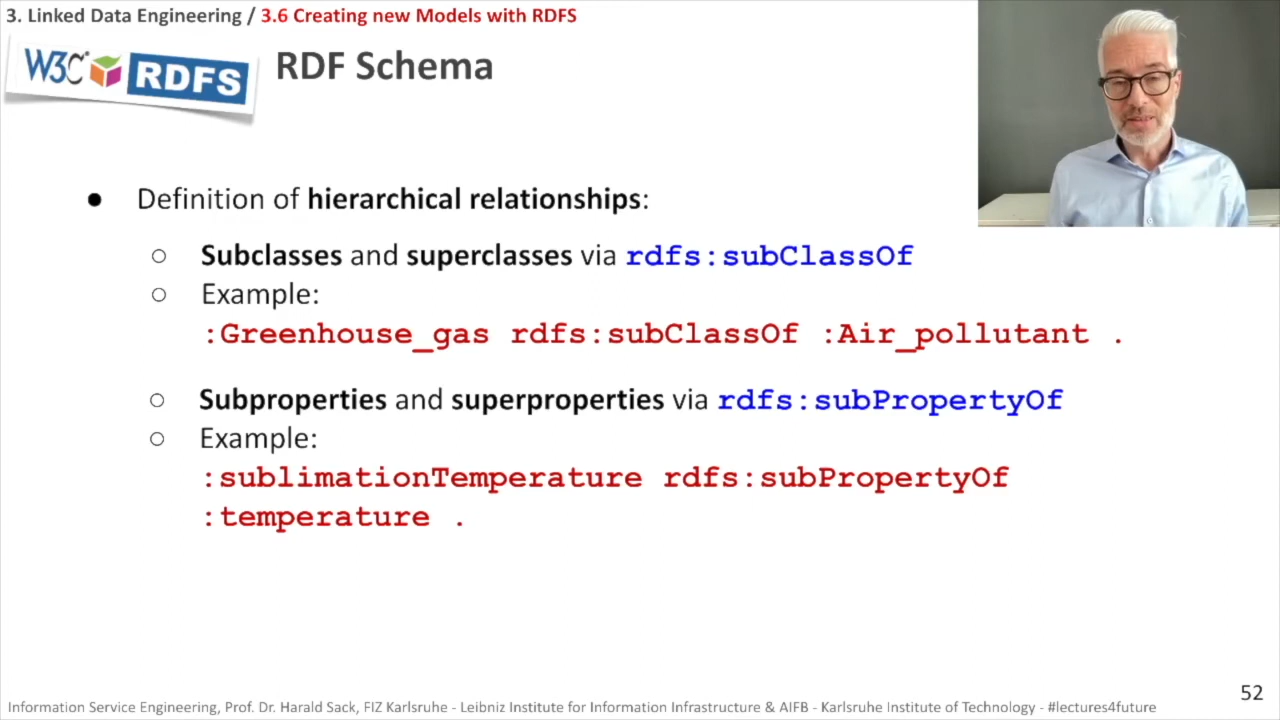 3. Linked Data Engineering / 3.6 Creating new Models with RDFS
W3C RDFS
RDF Schema
● Definition of hierarchical relationships:
○ Subclasses and superclasses via rdfs:subClassOf
○ Example:
:Greenhouse_gas rdfs:subClassOf :Air_pollutant .
○ Subproperties and superproperties via rdfs:subPropertyOf
○ Example:
:sublimationTemperature rdfs:subPropertyOf
:temperature .
52
Information Service Engineering, Prof. Dr. Harald Sack, FIZ Karlsruhe - Leibniz Institute for Information Infrastructure & AIFB - Karlsruhe Institute of Technology - #lectures4future